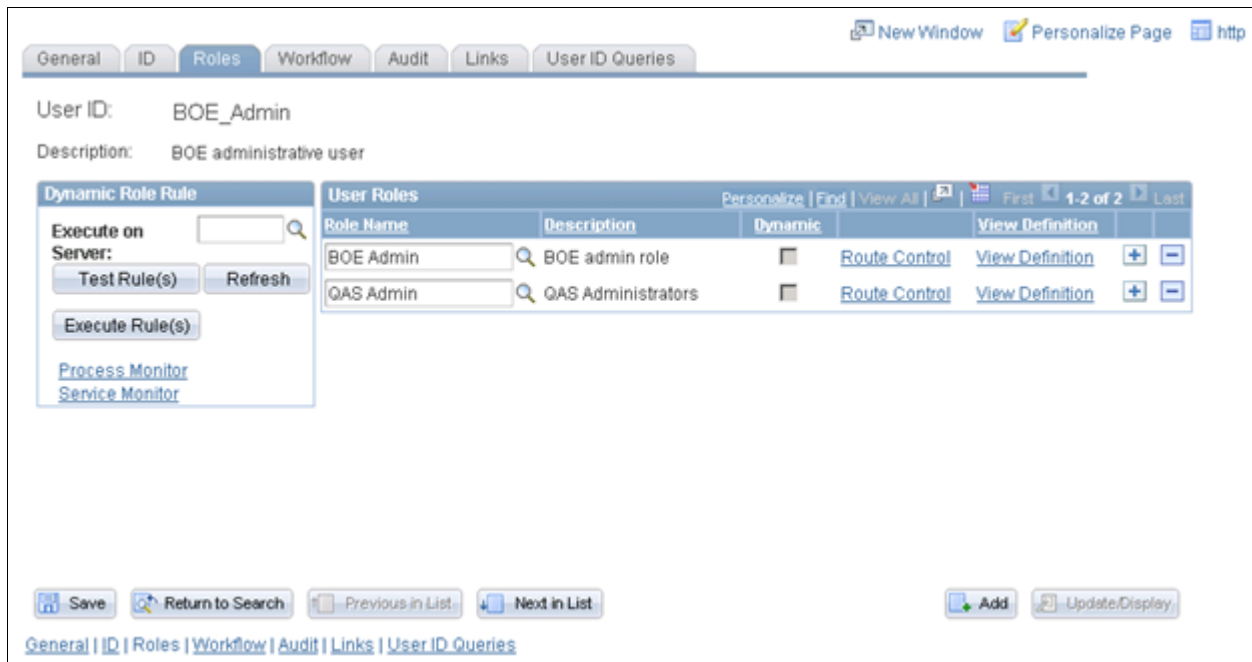 New Window Personalize Page http
General ID Roles Workflow Audit Links User ID Queries
User ID: BOE_Admin
Description: BOE administrative user
Dynamic Role Rule
Execute on Server:
Test Rule(s) Refresh
Execute Rule(s)
Process Monitor
Service Monitor
User Roles Personalize | Find | View All | | First 1-2 of 2 Last
Role Name Description Dynamic View Definition
BOE Admin BOE admin role Route Control View Definition
QAS Admin QAS Administrators Route Control View Definition
Save Return to Search Previous in List Next in List Add Update/Display
General | ID | Roles | Workflow | Audit | Links | User ID Queries